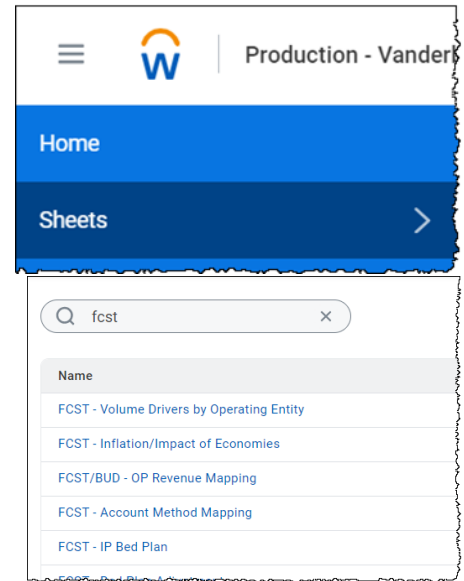 Production - Vander
Home
Sheets
fcst
Name
FCST - Volume Drivers by Operating Entity
FCST - Inflation/Impact of Economies
FCST/BUD - OP Revenue Mapping
FCST - Account Method Mapping
FCST - IP Bed Plan